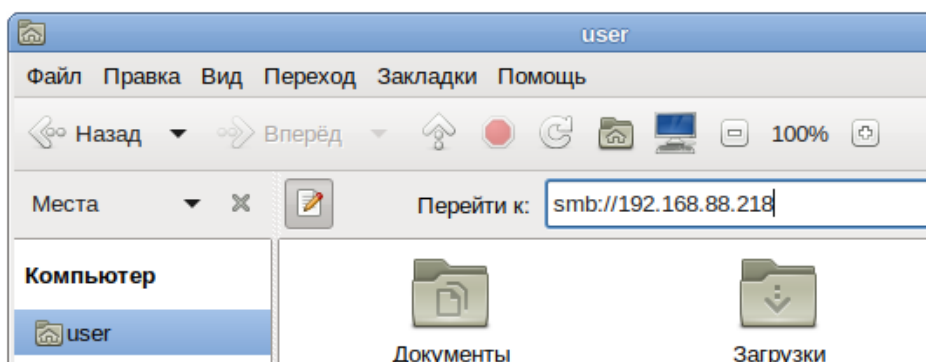 user
Файл Правка Вид Переход Закладки Помощь
Назад Вперёд 100%
Места Перейти к: smb://192.168.88.218
Компьютер
user
Документы Загрузки